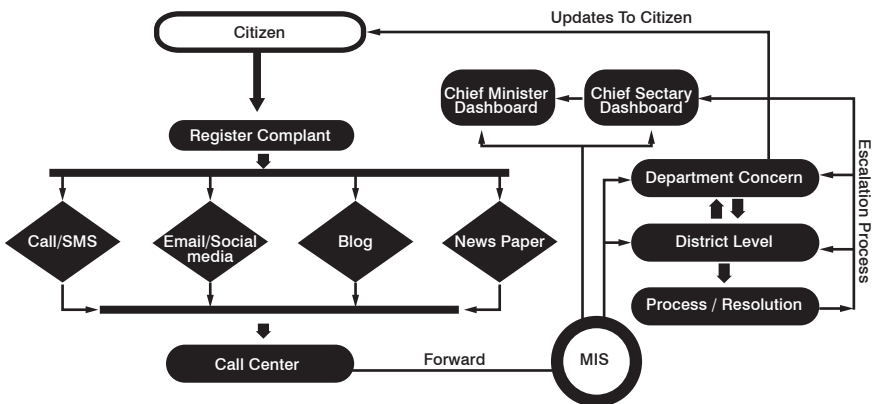 Updates To Citizen
Citizen
Chief Minister
Dashboard
Chief Sectary
Dashboard
Register Complant
Escalation Process
Department Concern
Call/SMS
Email/Social
media
Blog
News Paper
District Level
Process / Resolution
Call Center
Forward
MIS